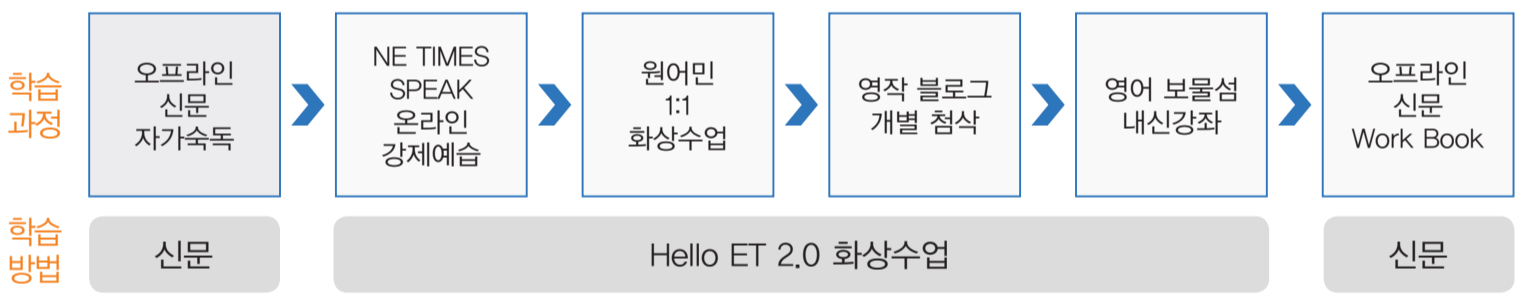 학습
과정
오프라인
신문
자가숙독
NE TIMES
SPEAK
온라인
강제예습
원어민
1:1
화상수업
영작 블로그
개별 첨삭
영어 보물섬
내신강좌
오프라인
신문
Work Book
학습
방법
신문
Hello ET 2.0 화상수업
신문